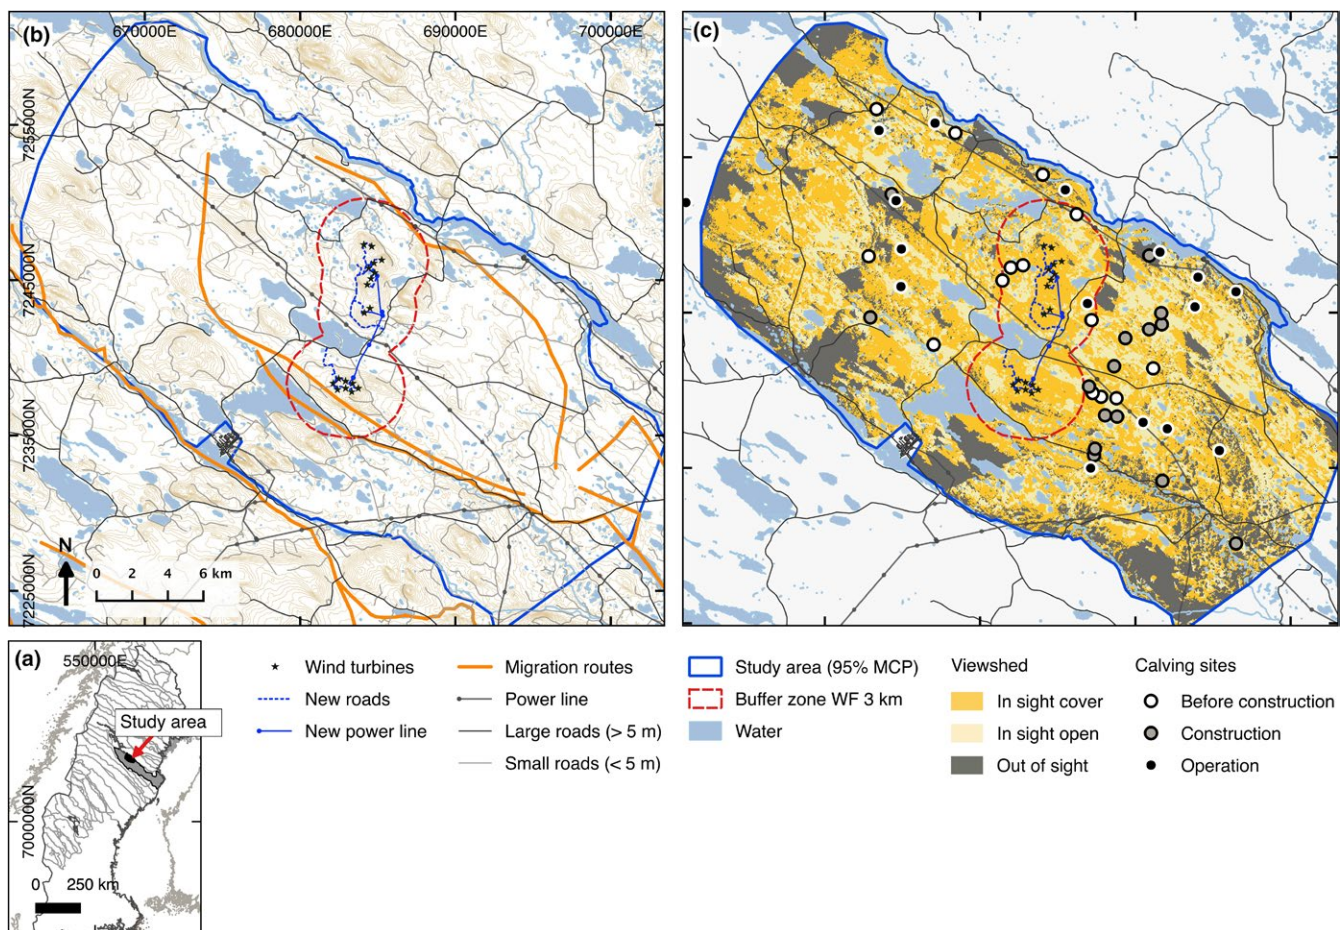 (b)
670000E 680000E 690000E 700000E
7255000N
7245000N
7235000N
7225000N
N
0 2 4 6 km
(c)
(a)
550000E
Study area
7000000N
0 250 km
Wind turbines
New roads
New power line
Migration routes
Power line
Large roads (> 5 m)
Small roads (< 5 m)
Study area (95% MCP)
Buffer zone WF 3 km
Water
Viewshed
In sight cover
In sight open
Out of sight
Calving sites
Before construction
Construction
Operation